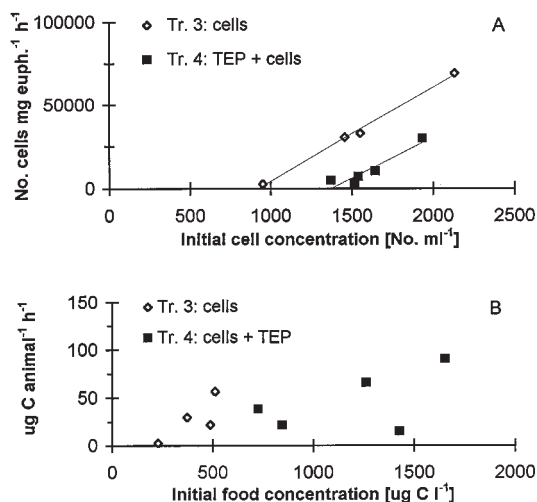 A
Tr. 3: cells
Tr. 4: TEP + cells
No. cells mg euph.⁻¹ h⁻¹
100000
50000
0
0 500 1000 1500 2000 2500
Initial cell concentration [No. ml⁻¹]
B
Tr. 3: cells
Tr. 4: cells + TEP
ug C animal⁻¹ h⁻¹
150
100
50
0
0 500 1000 1500 2000
Initial food concentration [ug C l⁻¹]